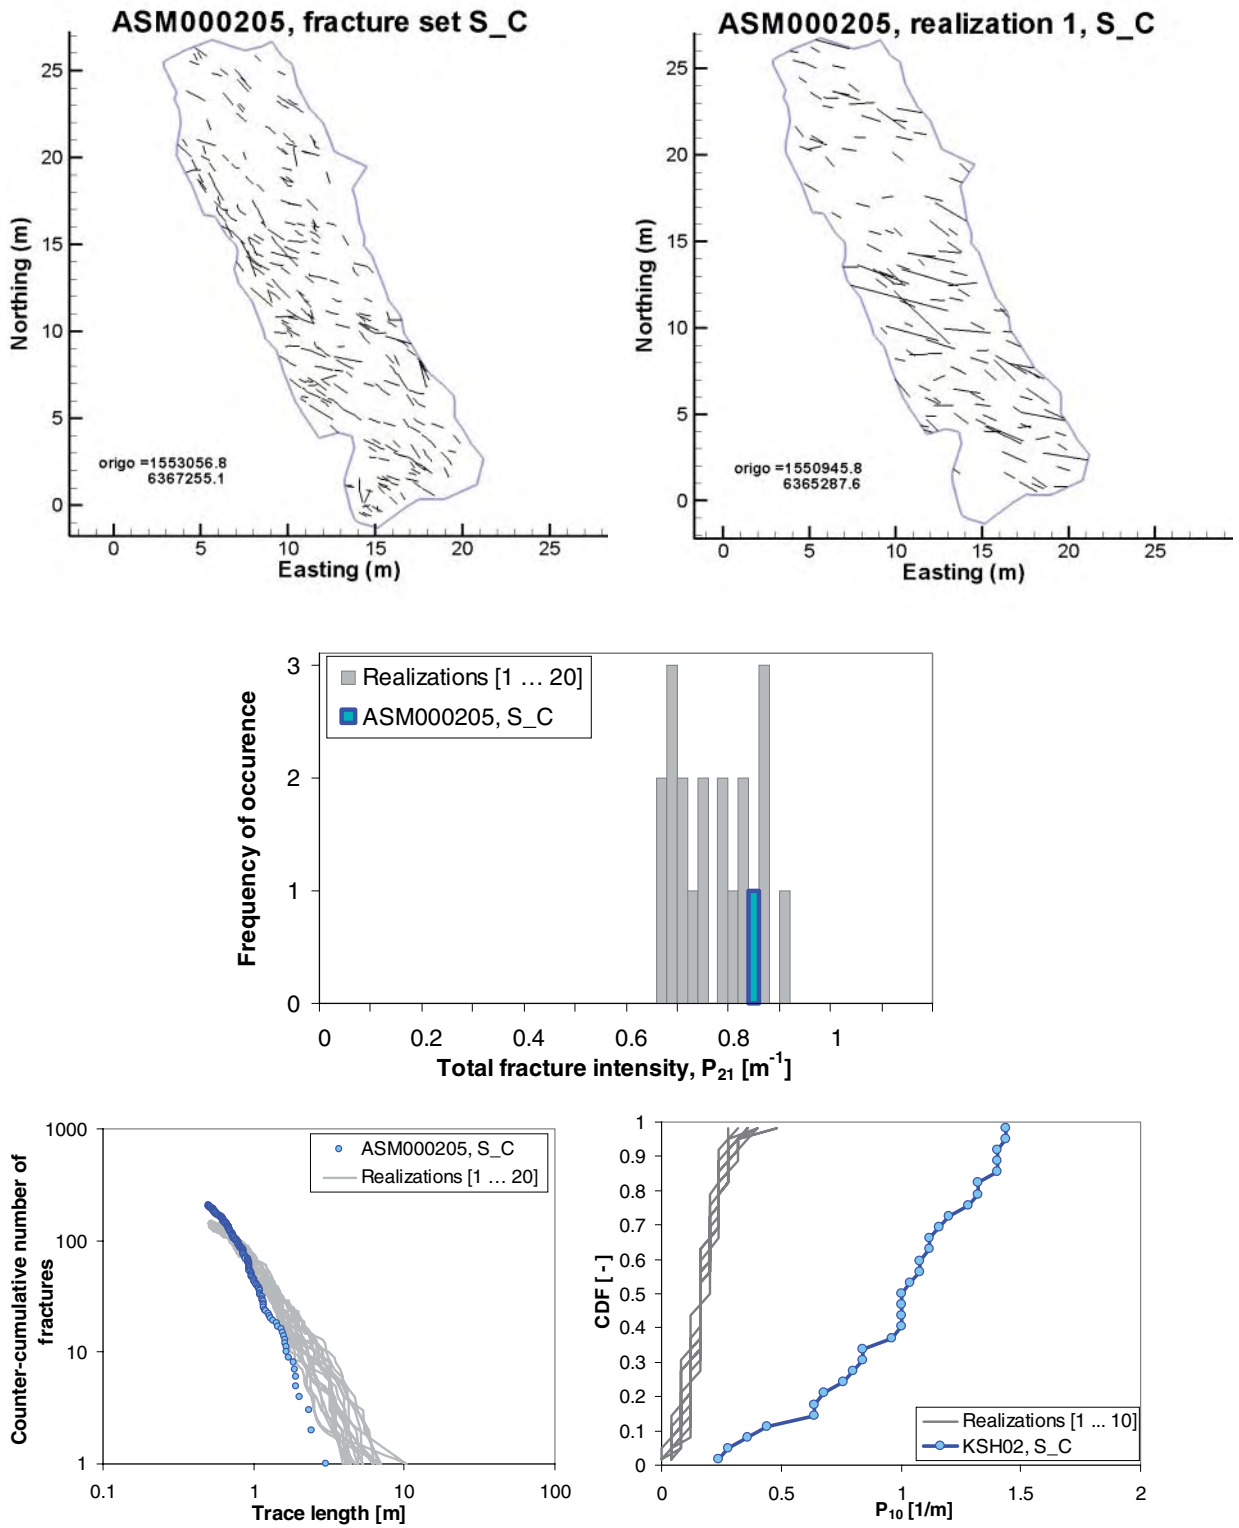 ASM000205, fracture set S_C
25
20
15
10
5
0
Northing (m)
origo =1553056.8
6367255.1
0 5 10 15 20 25
Easting (m)
ASM000205, realization 1, S_C
25
20
15
10
5
0
Northing (m)
origo =1550945.8
6365287.6
0 5 10 15 20 25
Easting (m)
3
2
1
0
Frequency of occurence
Realizations [1 ... 20]
ASM000205, S_C
0 0.2 0.4 0.6 0.8 1
Total fracture intensity, P21 [m-1]
1000
100
10
1
Counter-cumulative number of
fractures
ASM000205, S_C
Realizations [1 ... 20]
0.1 1 10 100
Trace length [m]
1
0.9
0.8
0.7
0.6
0.5
0.4
0.3
0.2
0.1
0
CDF [ - ]
Realizations [1 ... 10]
KSH02, S_C
0 0.5 1 1.5 2
P10 [1/m]